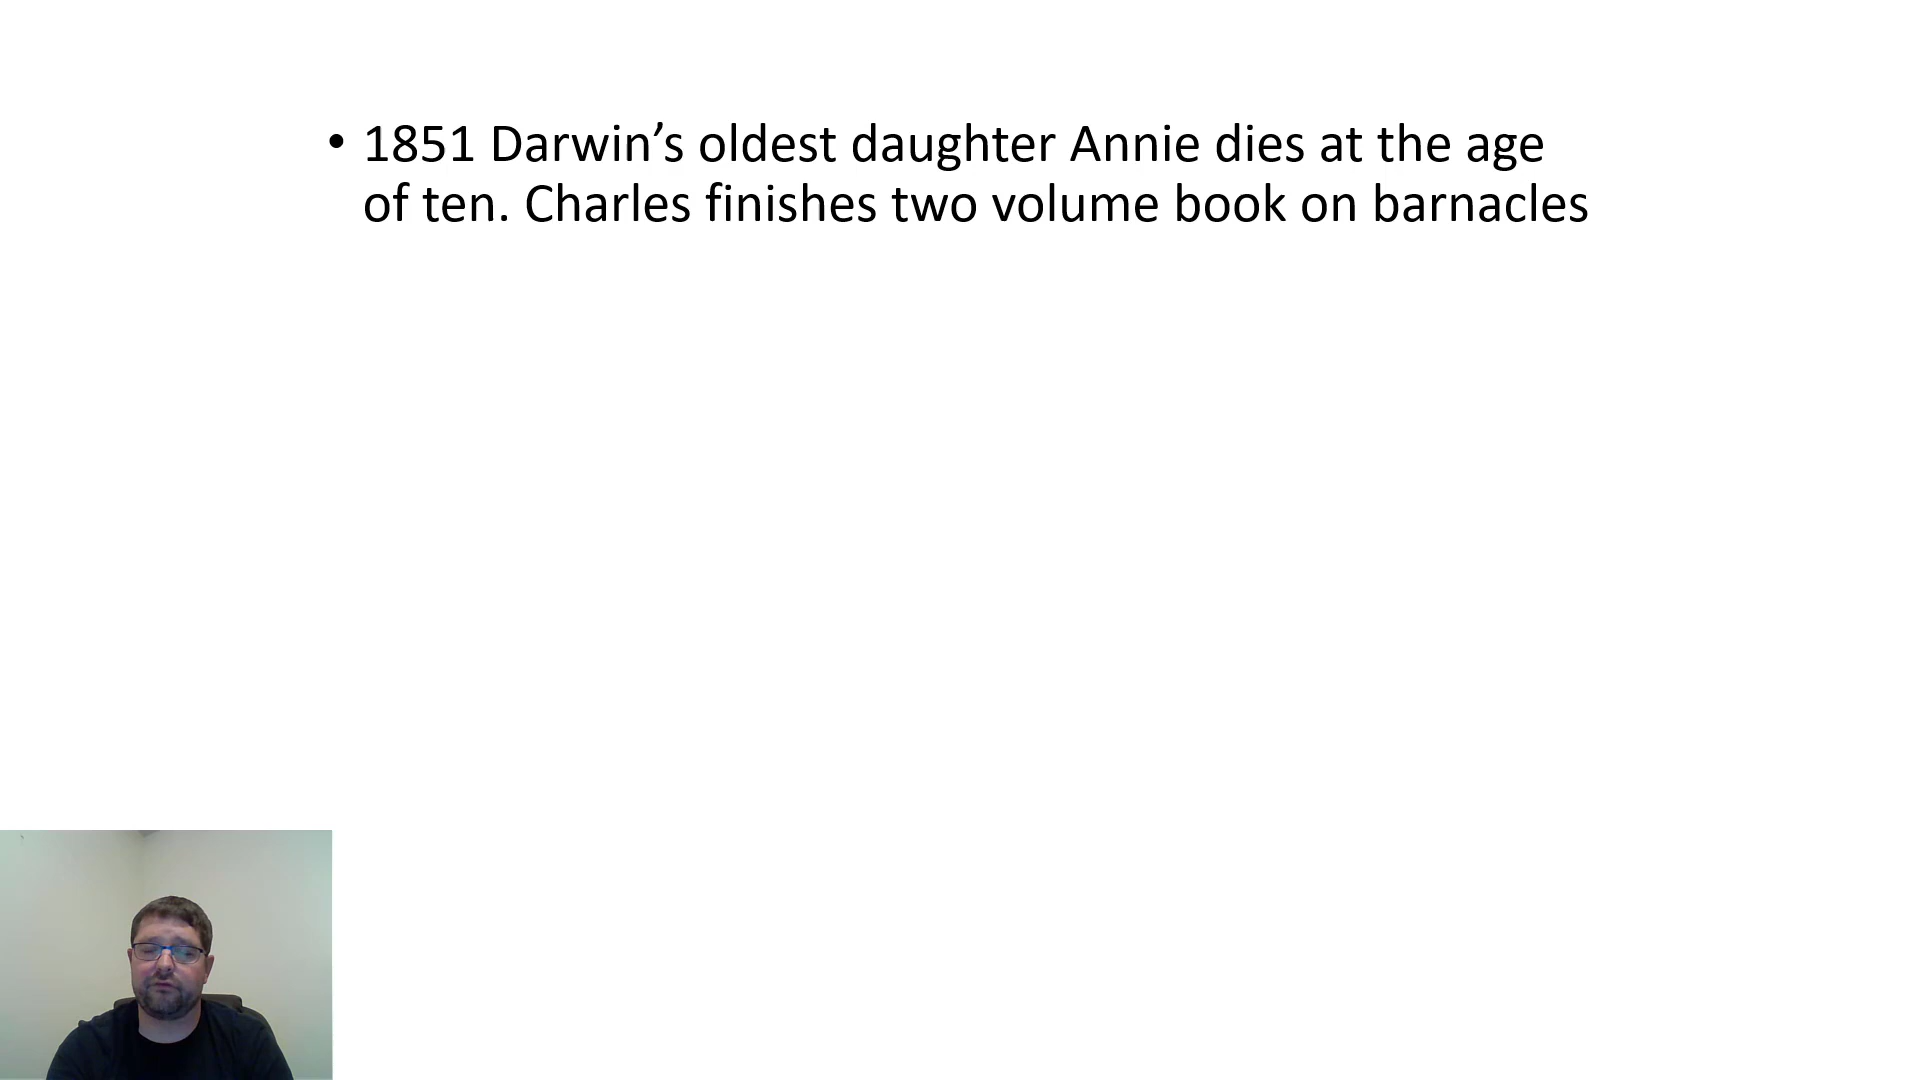 • 1851 Darwin’s oldest daughter Annie dies at the age
of ten. Charles finishes two volume book on barnacles